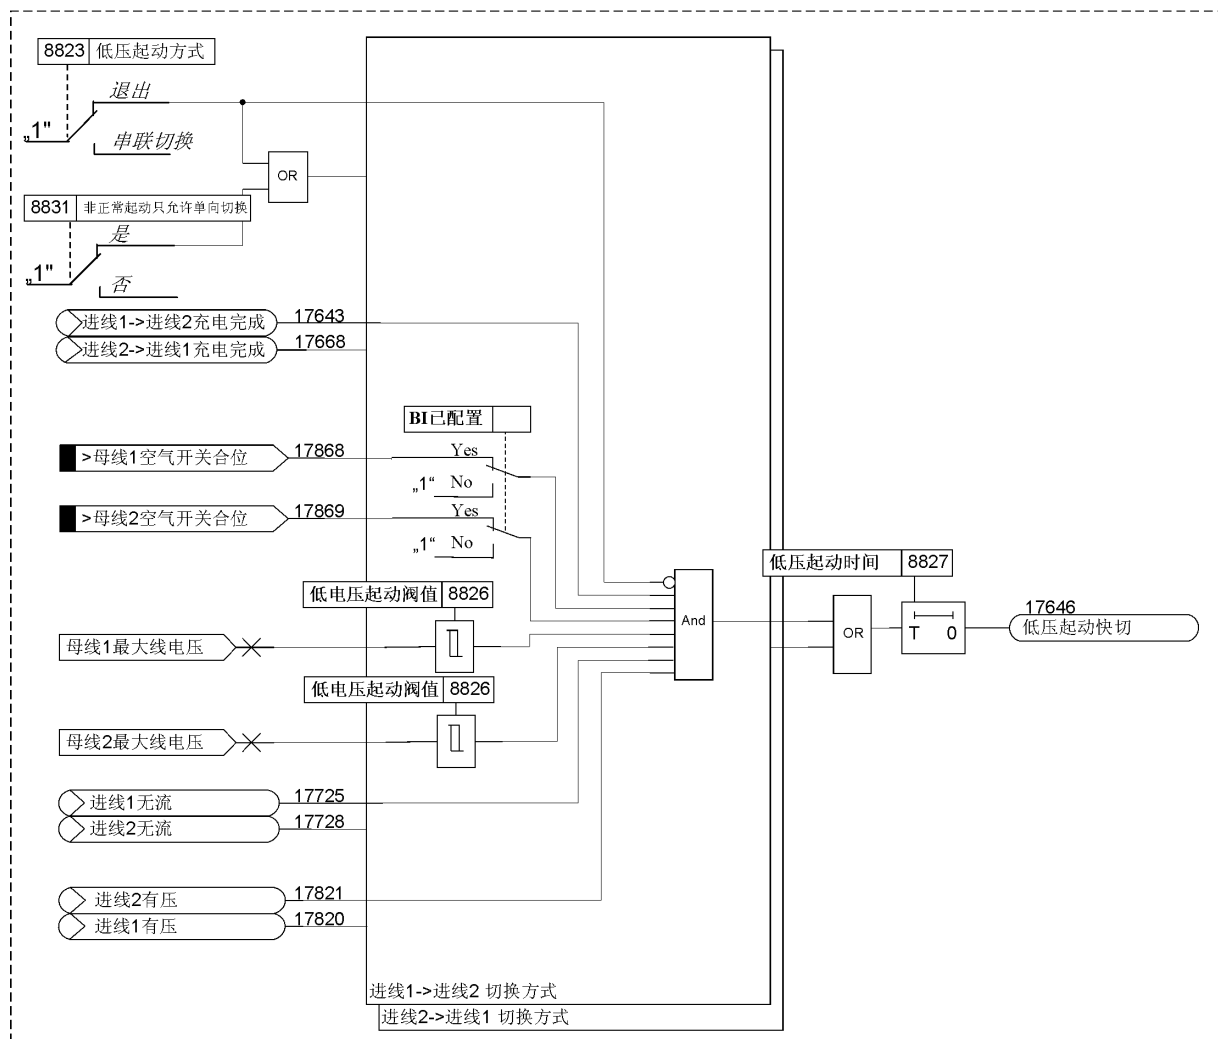 8823 低压起动方式
退出
„1"
串联切换
OR
8831 非正常起动只允许单向切换
是
„1"
否
进线1->进线2充电完成 17643
进线2->进线1充电完成 17668
BI已配置
>母线1空气开关合位 17868 Yes
„1“ No
>母线2空气开关合位 17869 Yes
„1“ No
低压起动时间 8827
低电压起动阀值 8826
And
OR
T 0
17646
低压起动快切
母线1最大线电压
低电压起动阀值 8826
母线2最大线电压
进线1无流 17725
进线2无流 17728
进线2有压 17821
进线1有压 17820
进线1->进线2 切换方式
进线2->进线1 切换方式